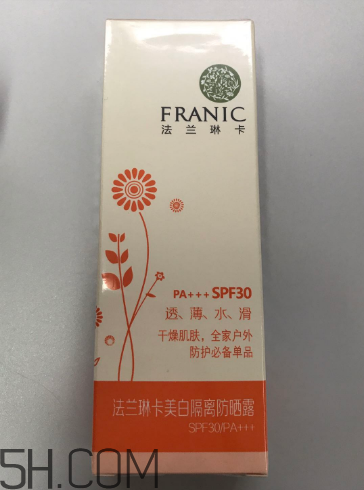 FRANIC
法兰琳卡
PA+++ SPF30
透、薄、水、滑
干燥肌肤，全家户外
防护必备单品
法兰琳卡美白隔离防晒露
SPF30/PA+++
5H.COM